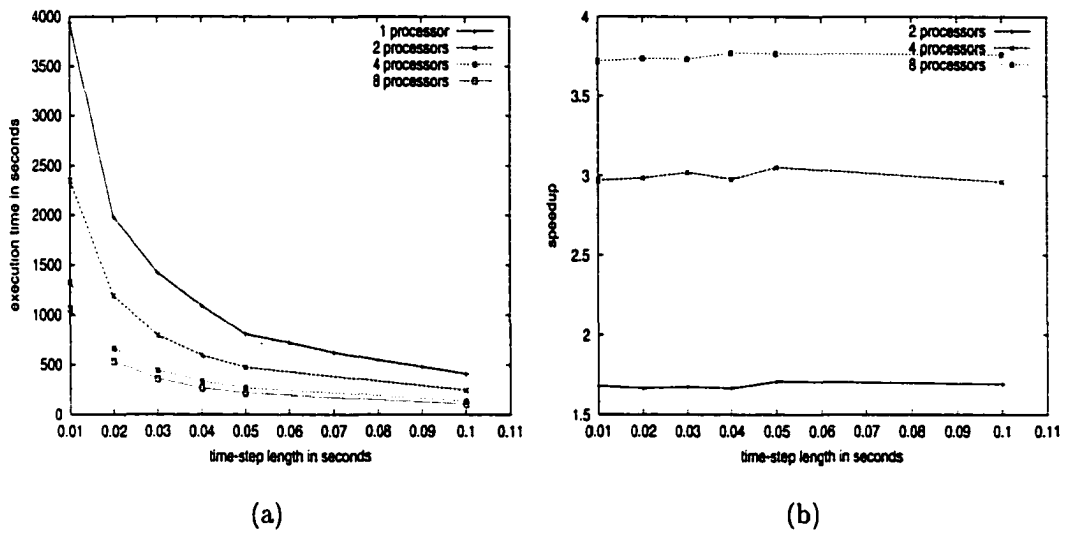 4000
3500
3000
2500
2000
1500
1000
500
0
execution time in seconds
0.01 0.02 0.03 0.04 0.05 0.06 0.07 0.08 0.09 0.1 0.11
time-step length in seconds
1 processor
2 processors
4 processors
8 processors
(a)
4
3.5
3
2.5
2
1.5
speedup
0.01 0.02 0.03 0.04 0.05 0.06 0.07 0.08 0.09 0.1 0.11
time-step length in seconds
2 processors
4 processors
8 processors
(b)